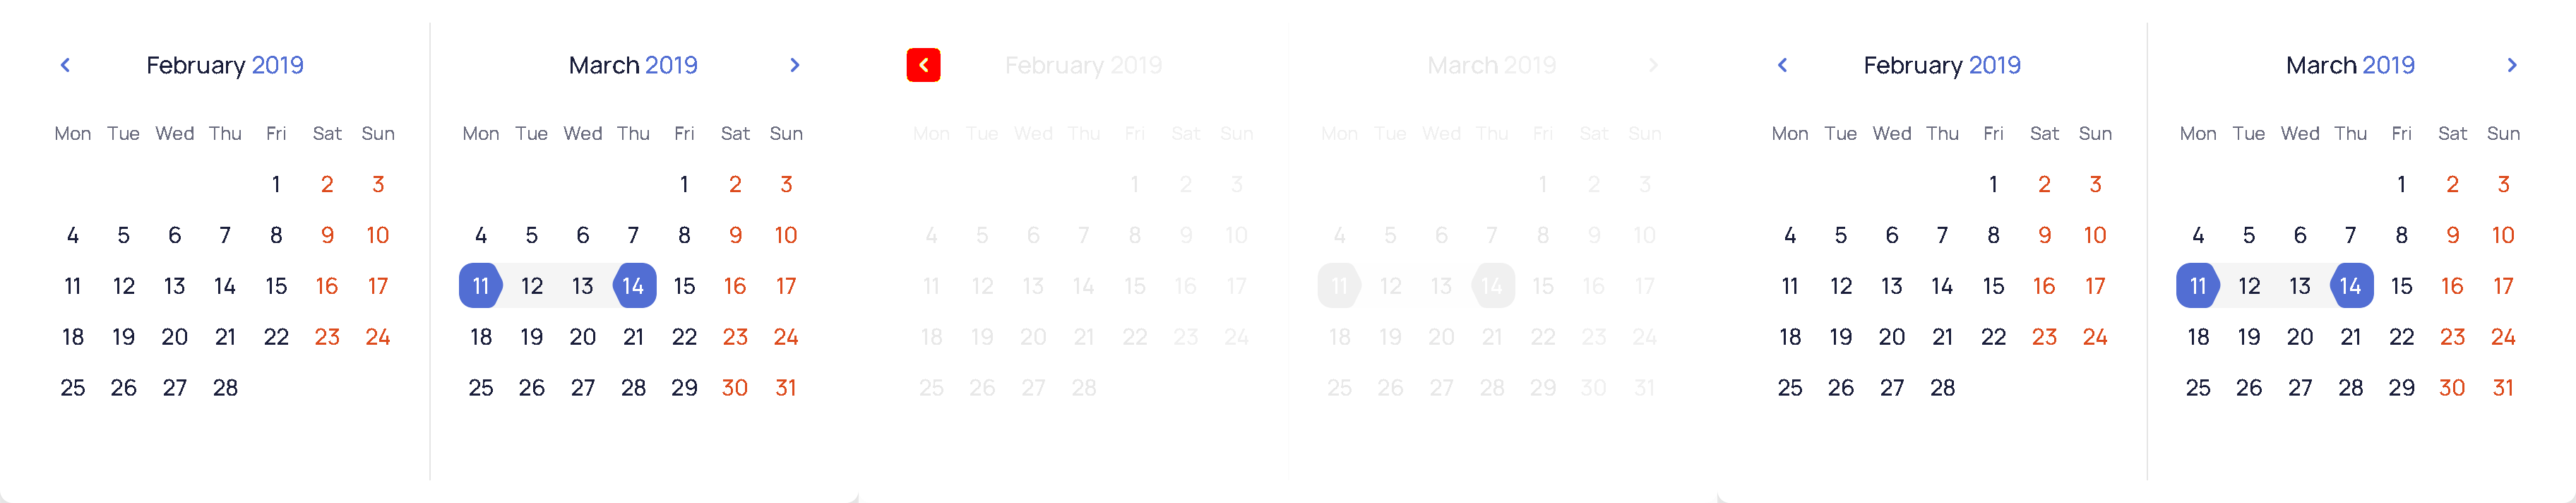 February 2019 March 2019 February 2019 March 2019 February 2019 March 2019
Mon Tue Wed Thu Fri Sat Sun Mon Tue Wed Thu Fri Sat Sun Mon Tue Wed Thu Fri Sat Sun Mon Tue Wed Thu Fri Sat Sun Mon Tue Wed Thu Fri Sat Sun Mon Tue Wed Thu Fri Sat Sun
1 2 3 1 2 3 1 2 3 1 2 3 1 2 3 1 2 3
4 5 6 7 8 9 10 4 5 6 7 8 9 10 4 5 6 7 8 9 10 4 5 6 7 8 9 10 4 5 6 7 8 9 10 4 5 6 7 8 9 10
11 12 13 14 15 16 17 11 12 13 14 15 16 17 11 12 13 14 15 16 17 11 12 13 14 15 16 17 11 12 13 14 15 16 17 11 12 13 14 15 16 17
18 19 20 21 22 23 24 18 19 20 21 22 23 24 18 19 20 21 22 23 24 18 19 20 21 22 23 24 18 19 20 21 22 23 24 18 19 20 21 22 23 24
25 26 27 28 25 26 27 28 29 30 31 25 26 27 28 25 26 27 28 29 30 31 25 26 27 28 25 26 27 28 29 30 31